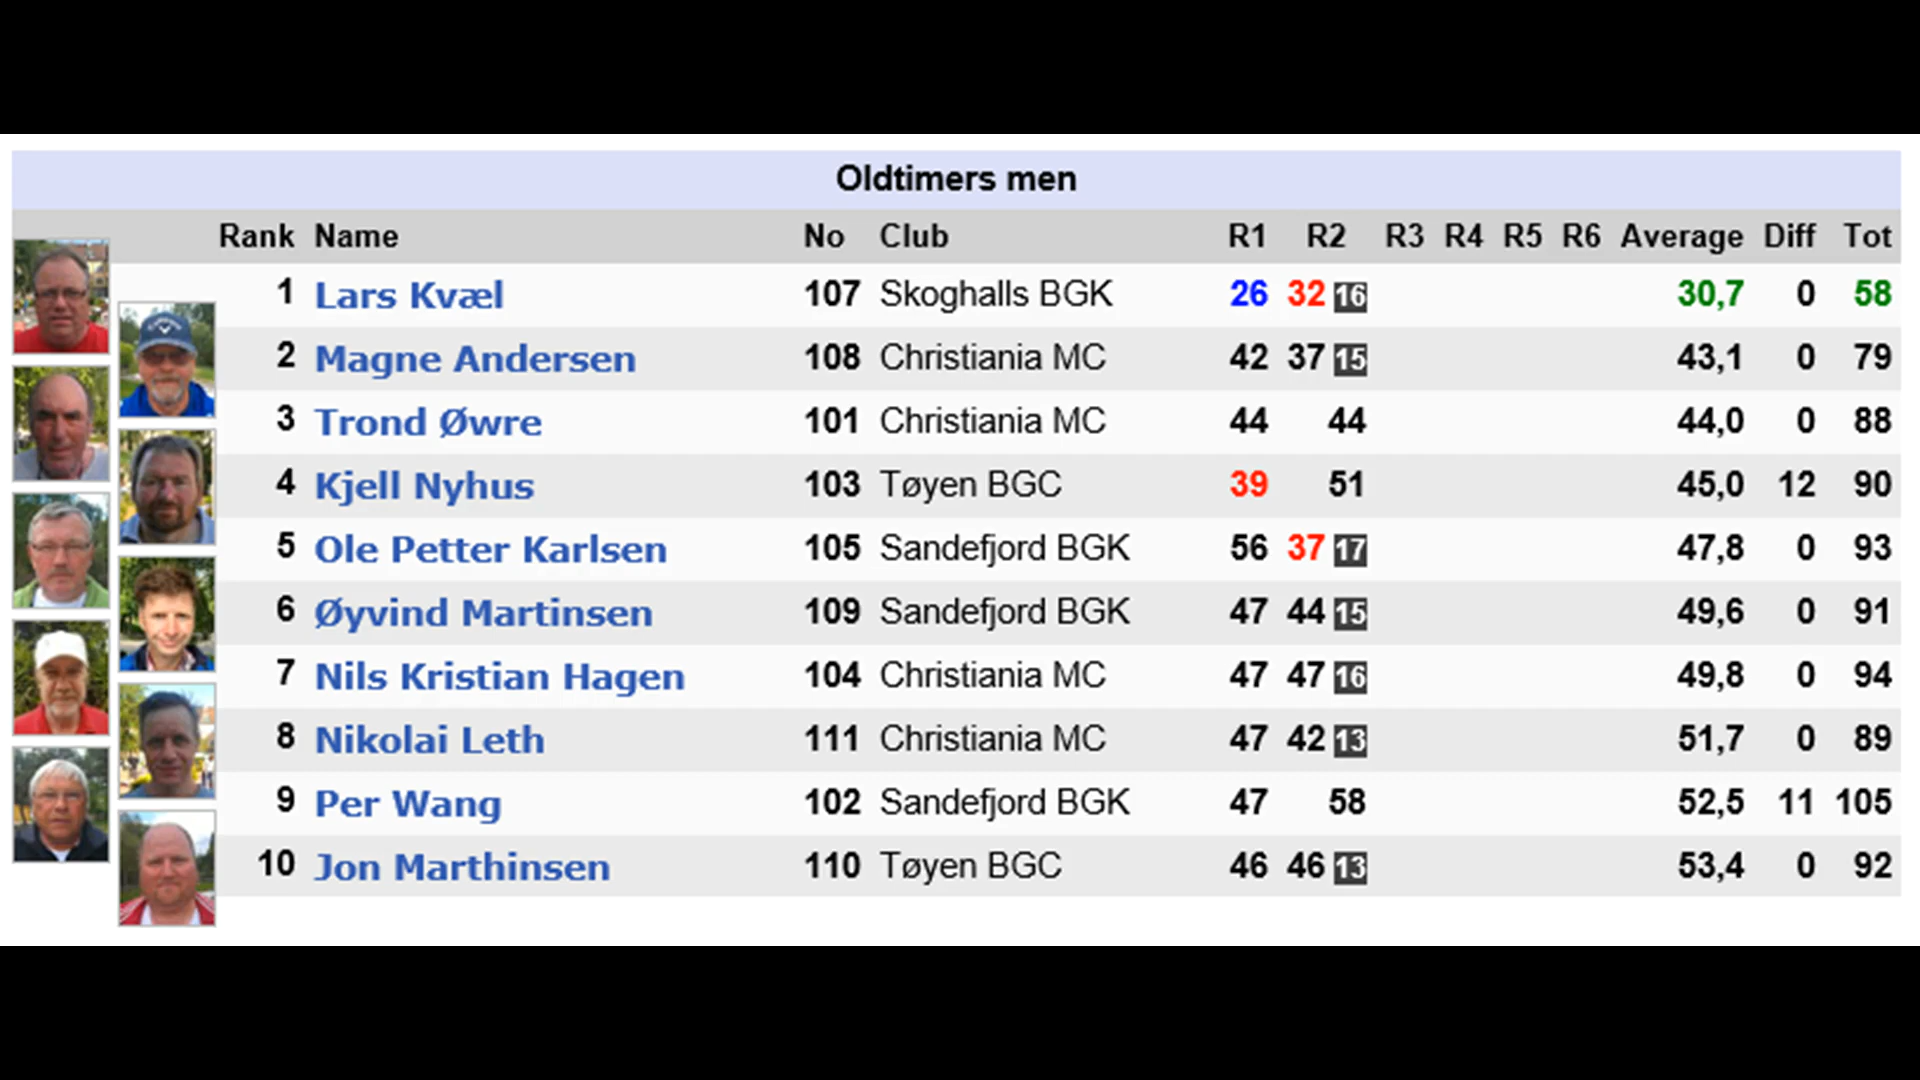 Oldtimers men
Rank Name No Club R1 R2 R3 R4 R5 R6 Average Diff Tot
1 Lars Kvæl 107 Skoghalls BGK 26 32 16 30,7 0 58
2 Magne Andersen 108 Christiania MC 42 37 15 43,1 0 79
3 Trond Øwre 101 Christiania MC 44 44 44,0 0 88
4 Kjell Nyhus 103 Tøyen BGC 39 51 45,0 12 90
5 Ole Petter Karlsen 105 Sandefjord BGK 56 37 17 47,8 0 93
6 Øyvind Martinsen 109 Sandefjord BGK 47 44 15 49,6 0 91
7 Nils Kristian Hagen 104 Christiania MC 47 47 16 49,8 0 94
8 Nikolai Leth 111 Christiania MC 47 42 13 51,7 0 89
9 Per Wang 102 Sandefjord BGK 47 58 52,5 11 105
10 Jon Marthinsen 110 Tøyen BGC 46 46 13 53,4 0 92